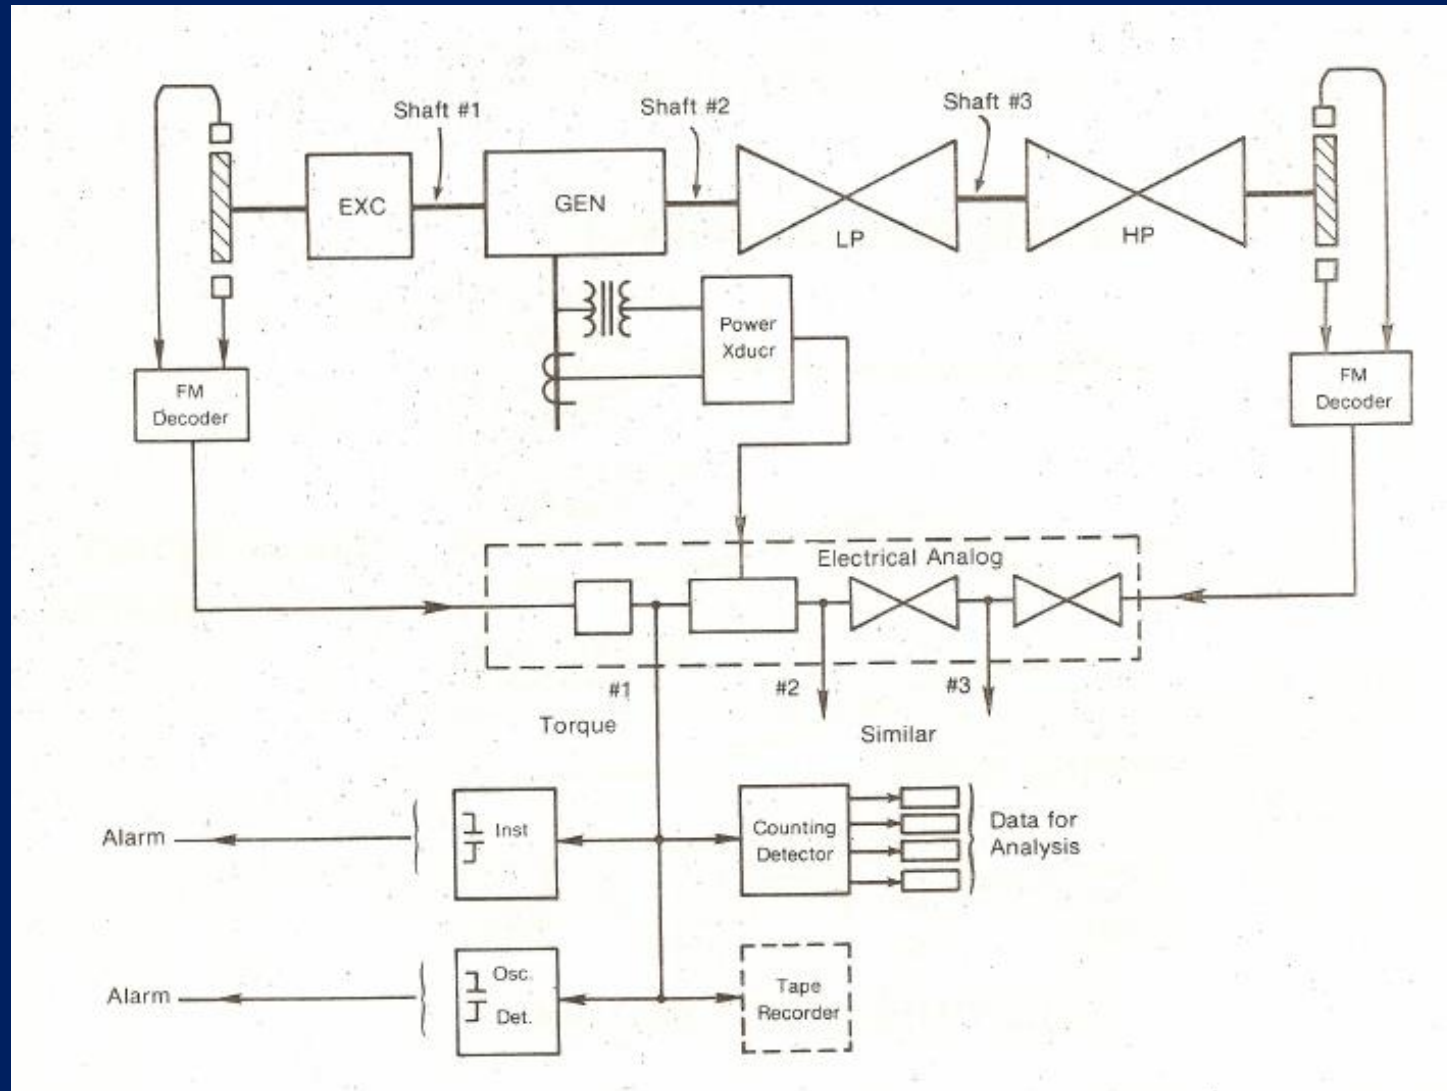 Shaft #1
Shaft #2
Shaft #3
EXC
GEN
LP
HP
Power
Xducr
FM
Decoder
FM
Decoder
Electrical Analog
#1
#2
#3
Torque
Similar
Alarm
Inst
Counting
Detector
Data for
Analysis
Alarm
Osc.
Det.
Tape
Recorder